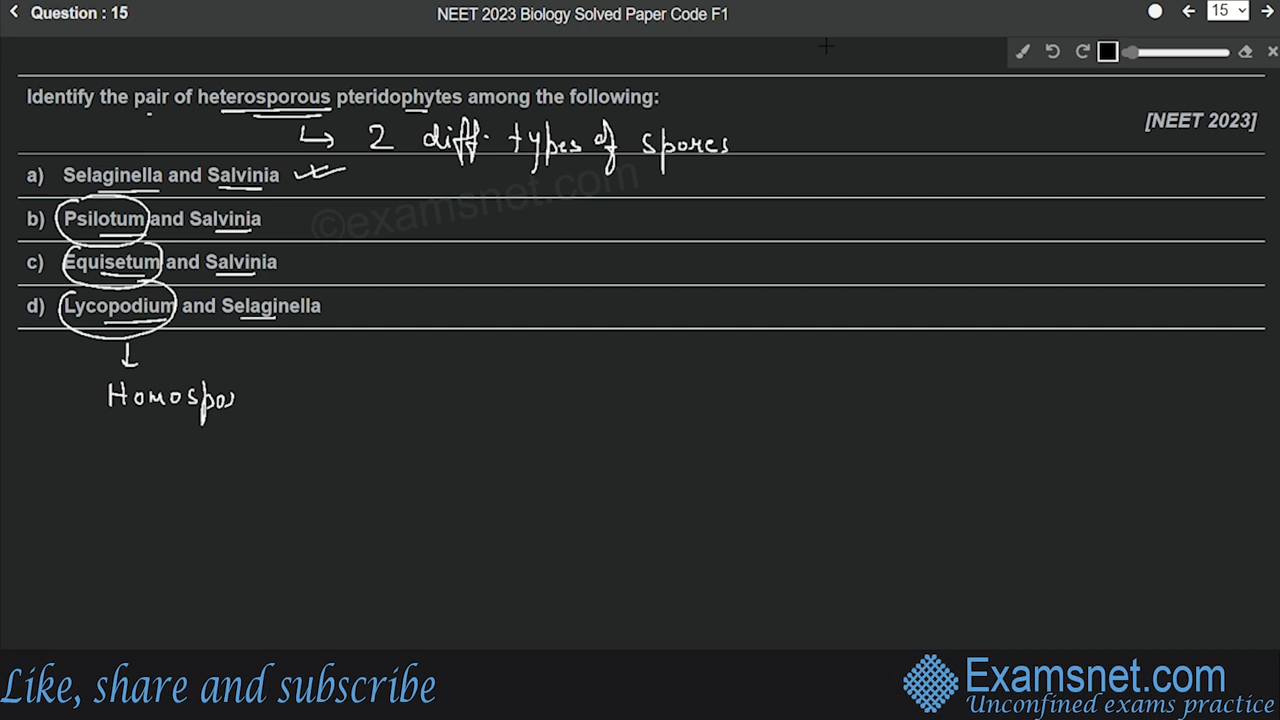 Question : 15
NEET 2023 Biology Solved Paper Code F1
15
Identify the pair of heterosporous pteridophytes among the following:
[NEET 2023]
2 diff. types of spores
a) Selaginella and Salvinia
©examsnet.com
b) Psilotum and Salvinia
c) Equisetum and Salvinia
d) Lycopodium and Selaginella
Homospor
Like, share and subscribe
Examsnet.com
Unconfined exams practice